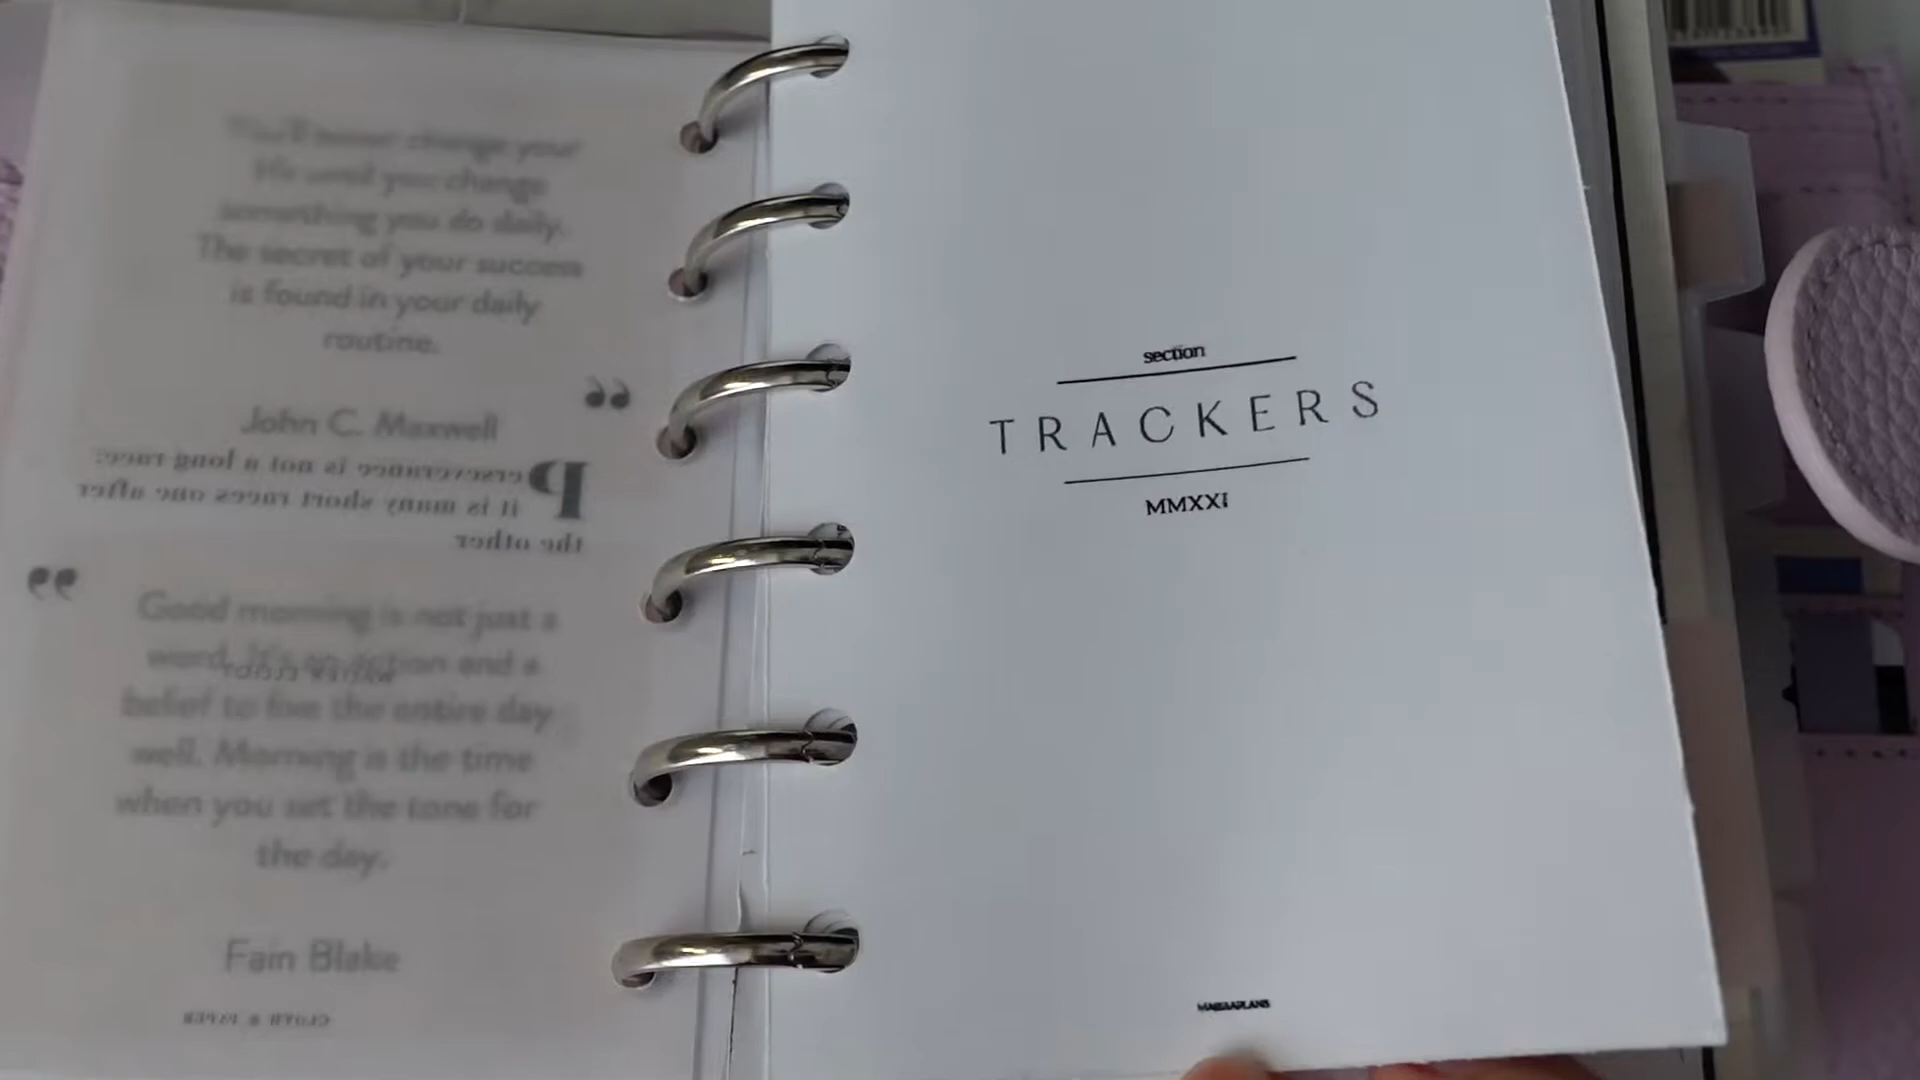 You'll never change your
life until you change
something you do daily.
The secret of your success
is found in your daily
routine.
John C. Maxwell
Perseverance is not a long race;
it is many short races one after
the other
Good morning is not just a
word. It's an action and a
belief to live the entire day
well. Morning is the time
when you set the tone for
the day.
Fain Blake
CLOTH & PAPER
section
TRACKERS
MMXXI